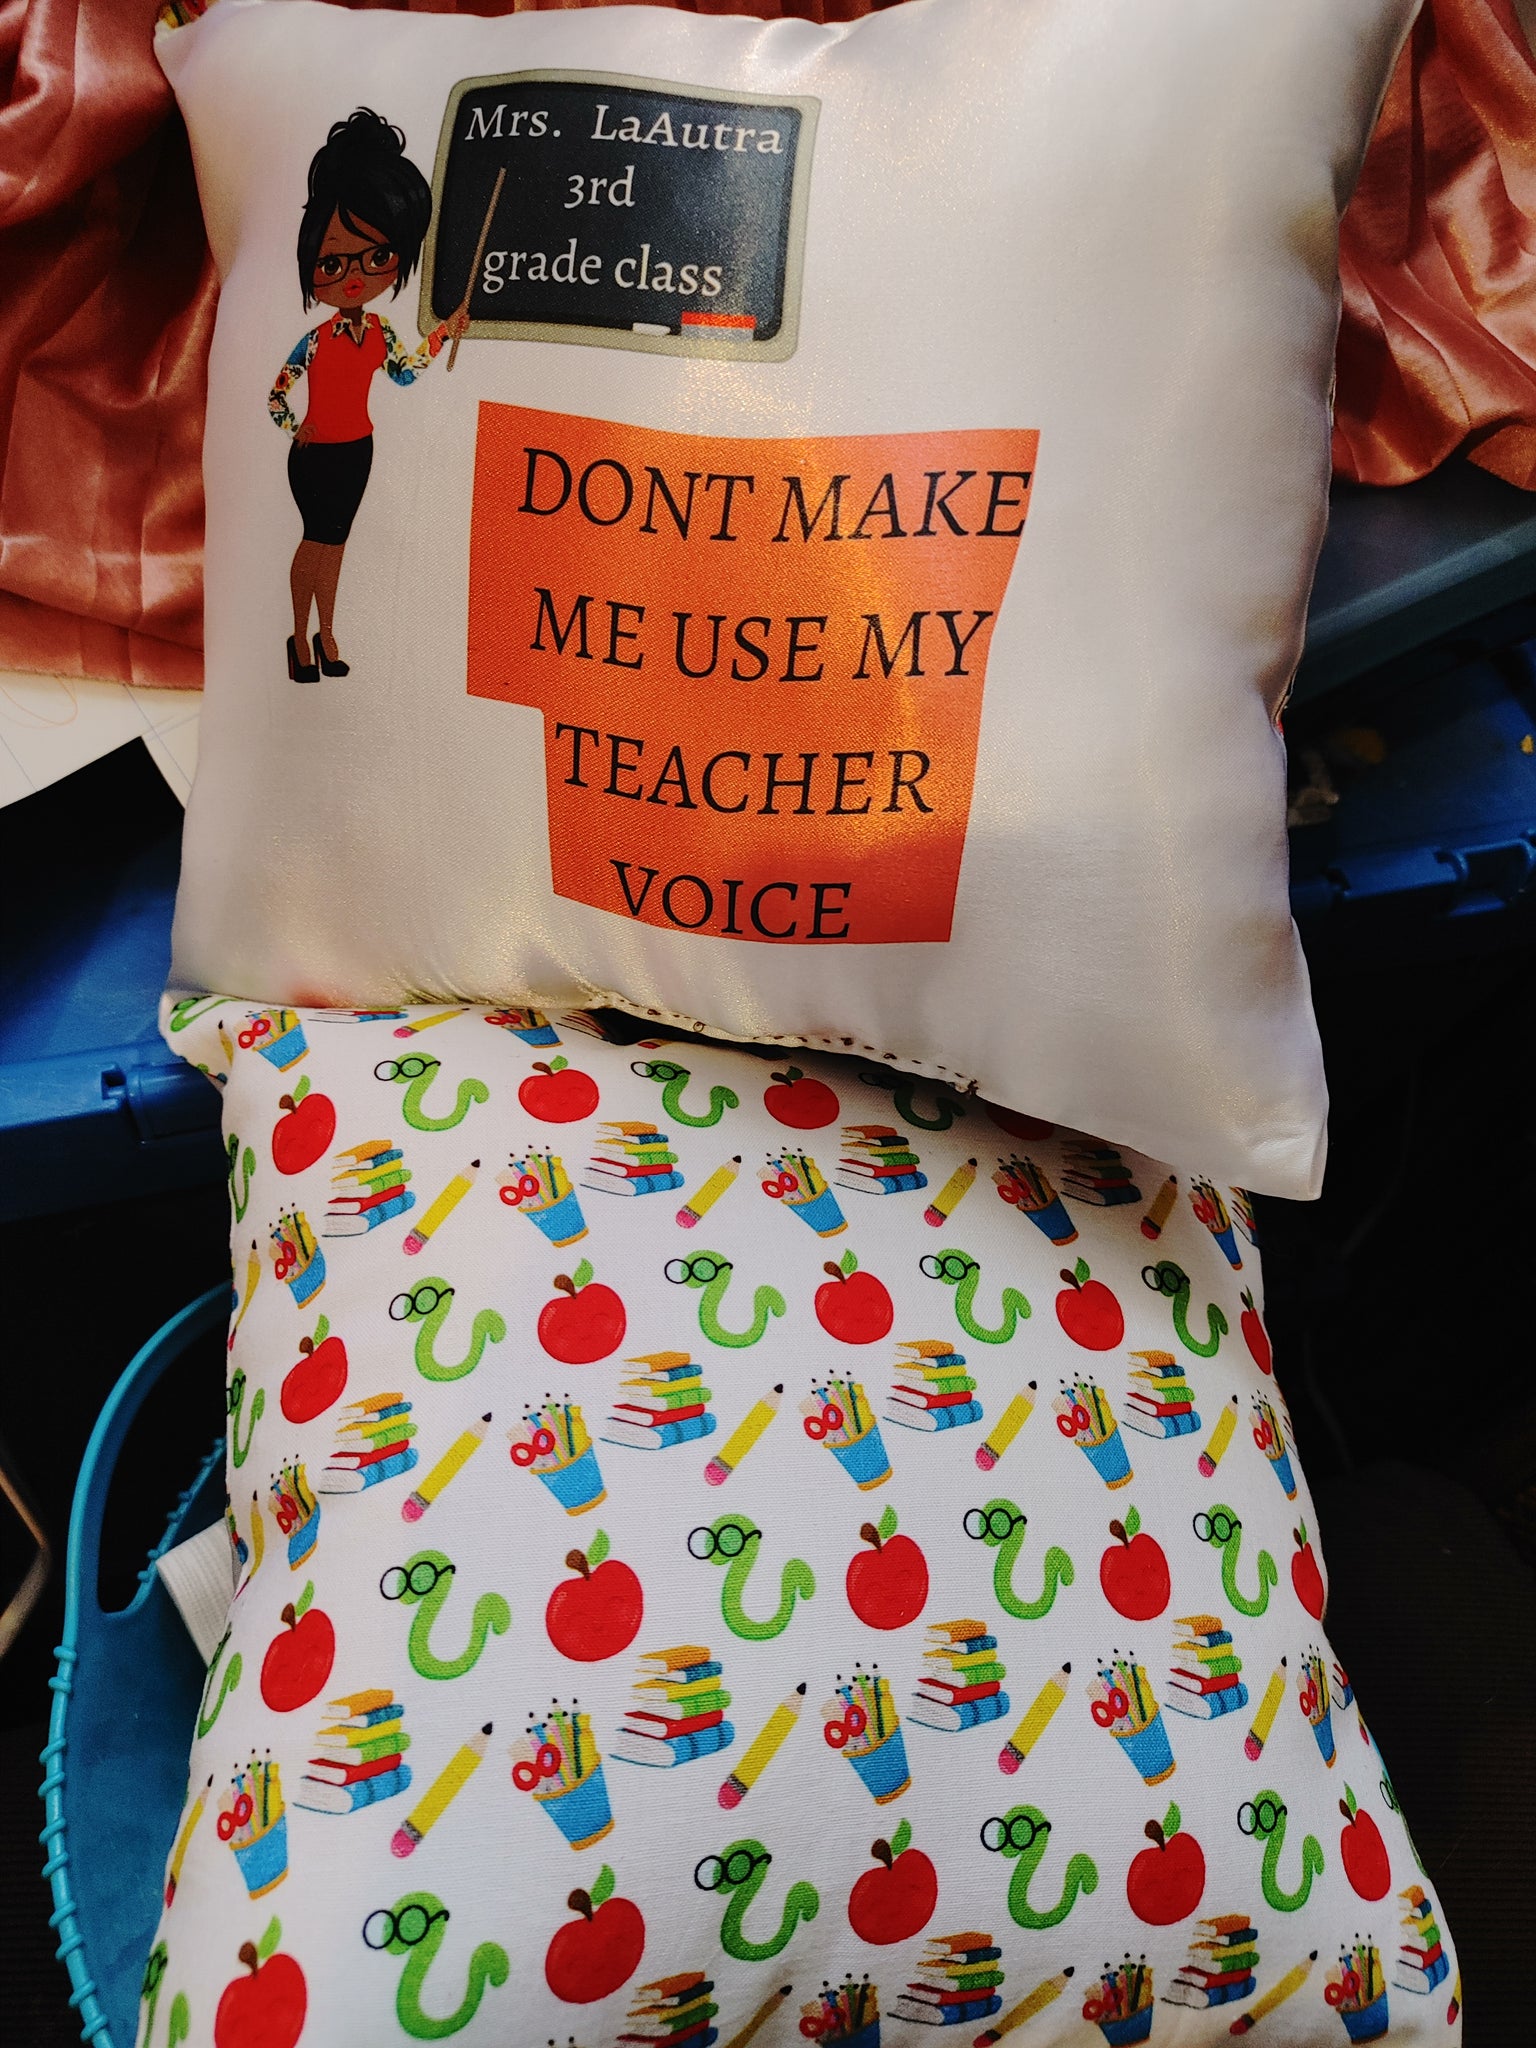 Mrs. LaAutra
3rd
grade class
DONT MAKE
ME USE MY
TEACHER
VOICE